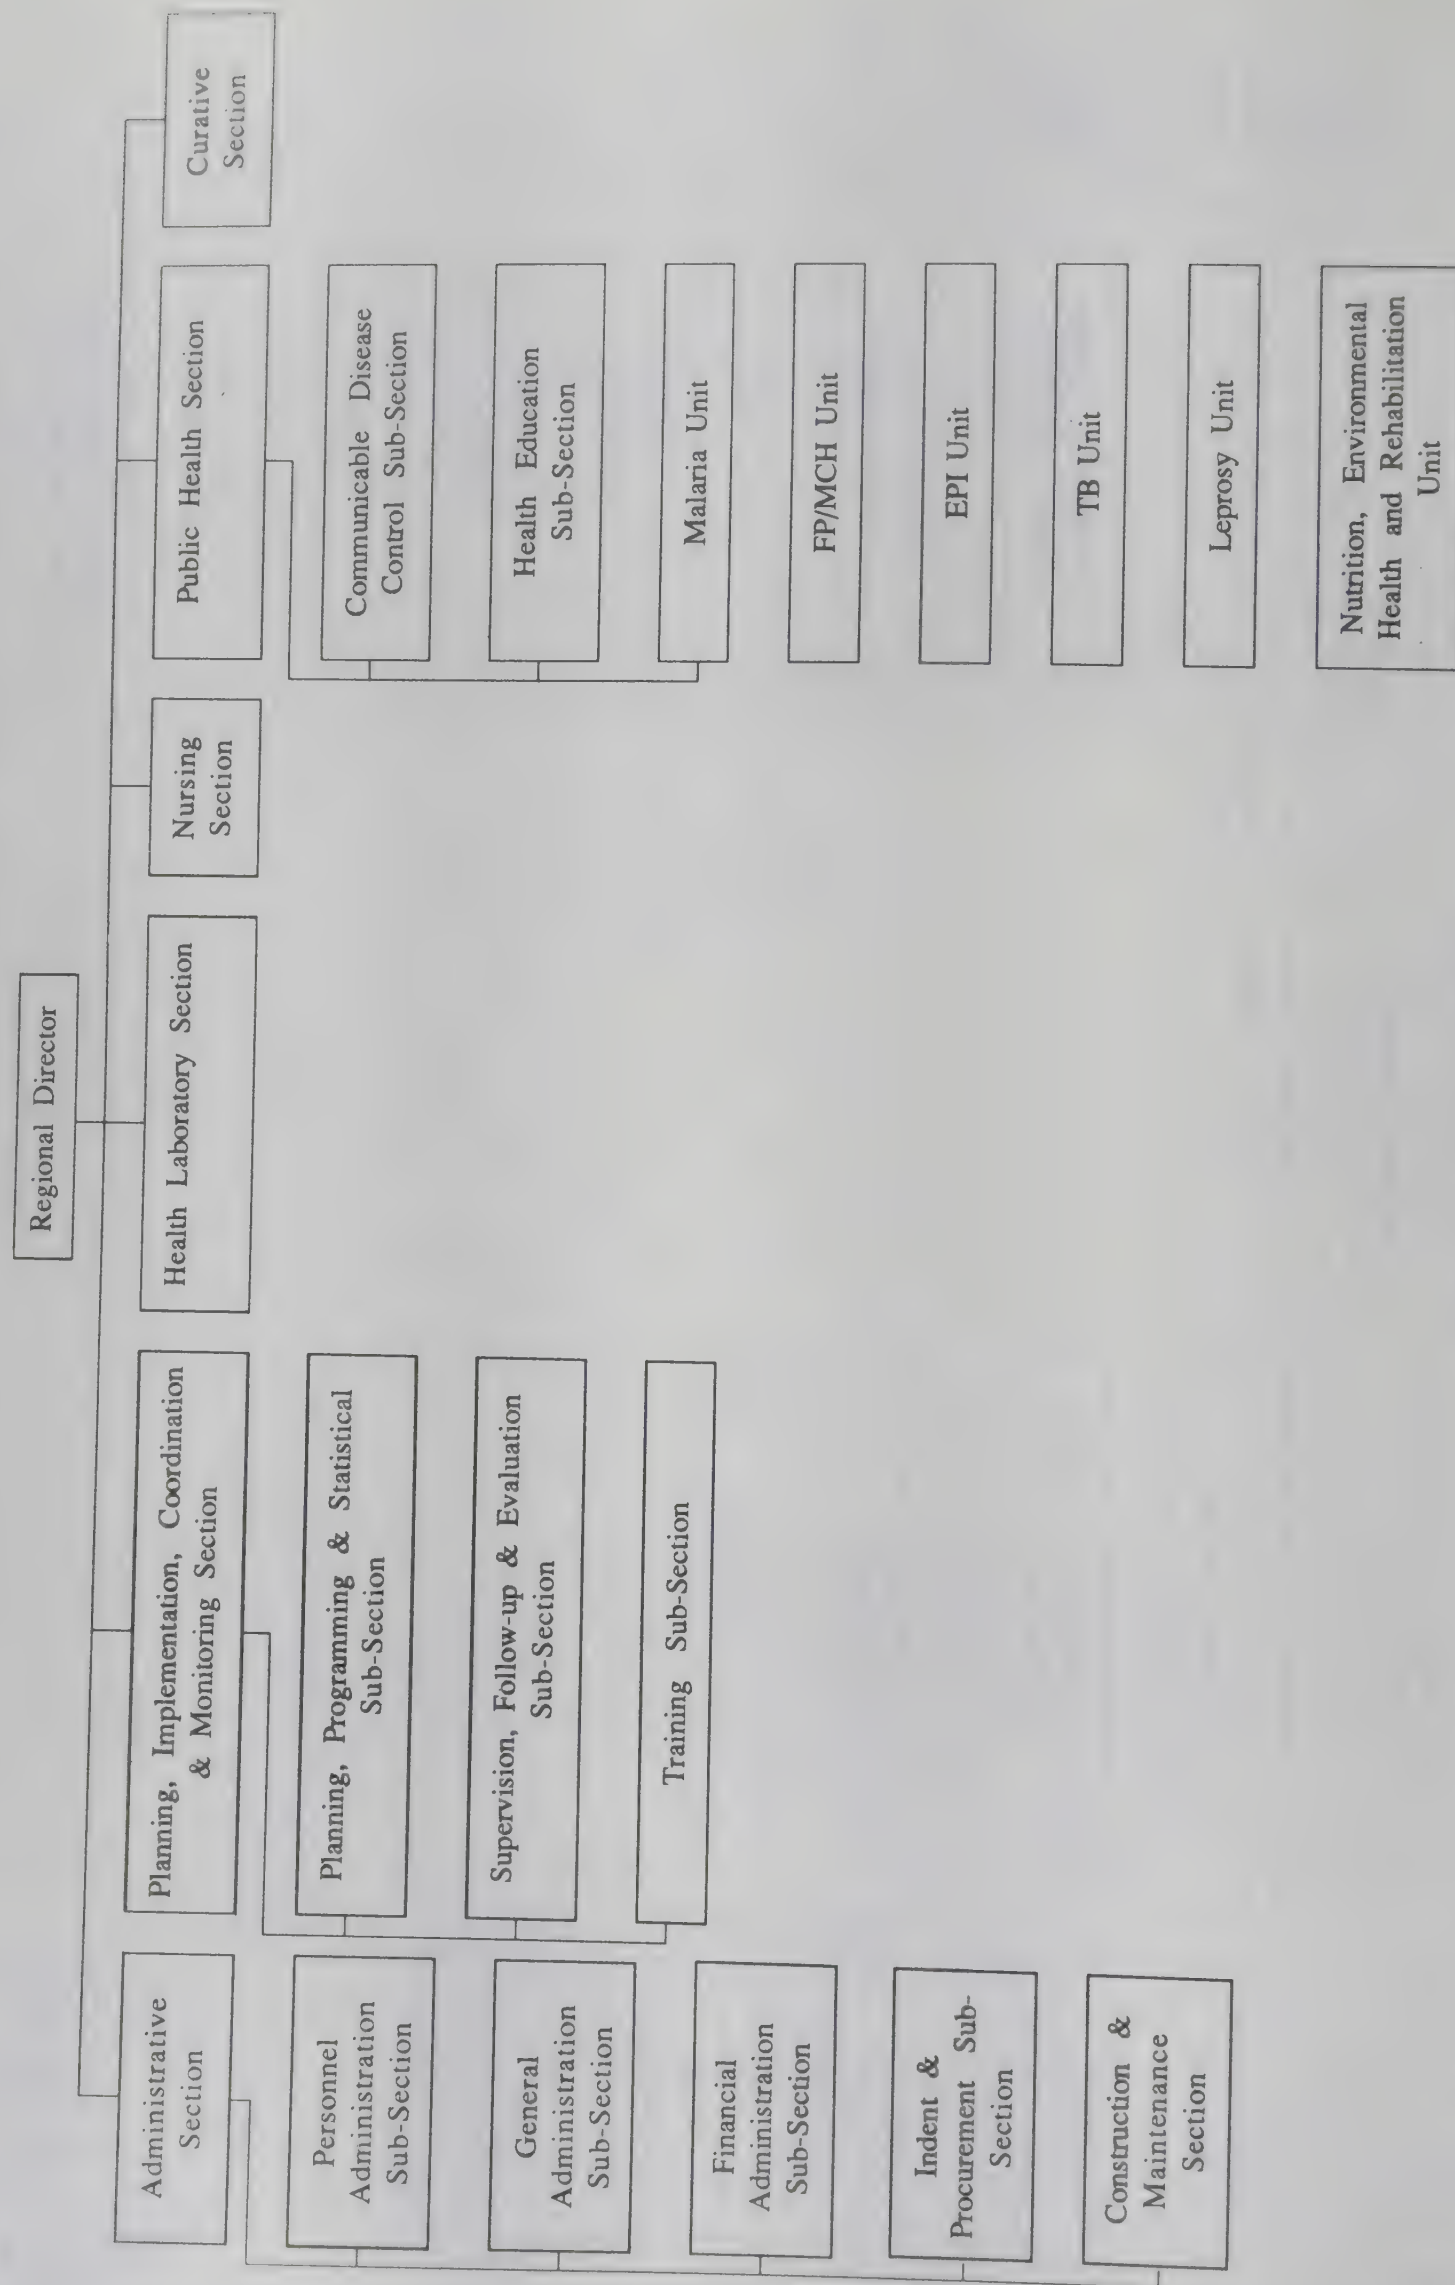 Regional Director
Administrative
Section
Personnel
Administration
Sub-Section
General
Administration
Sub-Section
Financial
Administration
Sub-Section
Indent &
Procurement Sub-
Section
Construction &
Maintenance
Section
Planning, Implementation, Coordination
& Monitoring Section
Planning, Programming & Statistical
Sub-Section
Supervision, Follow-up & Evaluation
Sub-Section
Training Sub-Section
Health Laboratory Section
Nursing
Section
Public Health Section
Communicable Disease
Control Sub-Section
Health Education
Sub-Section
Malaria Unit
FP/MCH Unit
EPI Unit
TB Unit
Leprosy Unit
Nutrition, Environmental
Health and Rehabilitation
Unit
Curative
Section